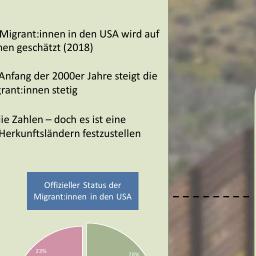 Migrant:innen in den USA wird auf
nen geschätzt (2018)
Anfang der 2000er Jahre steigt die
rant:innen stetig
ie Zahlen – doch es ist eine
Herkunftsländern festzustellen
Offizieller Status der
Migrant:innen in den USA
23%